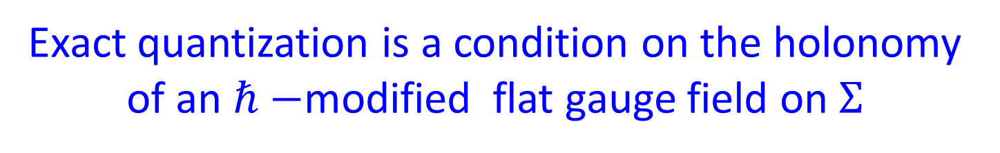 Exact quantization is a condition on the holonomy
of an ℏ −modified flat gauge field on Σ